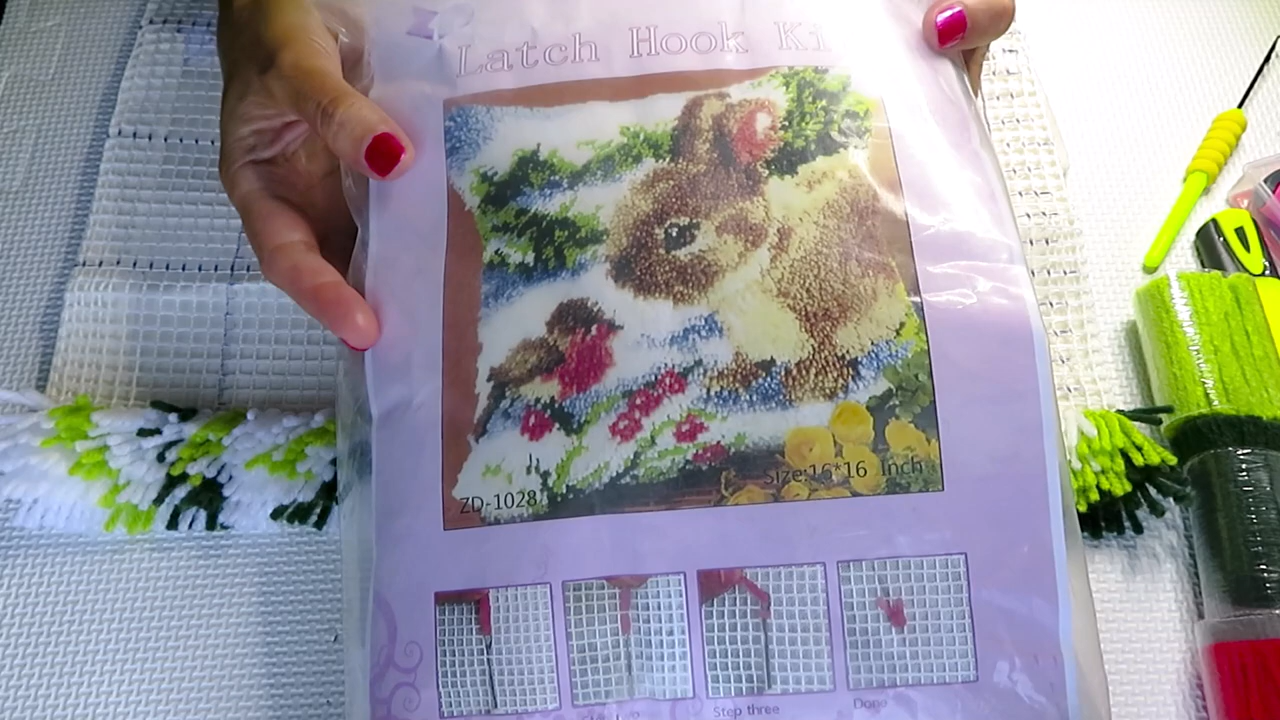 Latch Hook Ki
Size:16*16 Inch
ZD-1028
Step three
Done